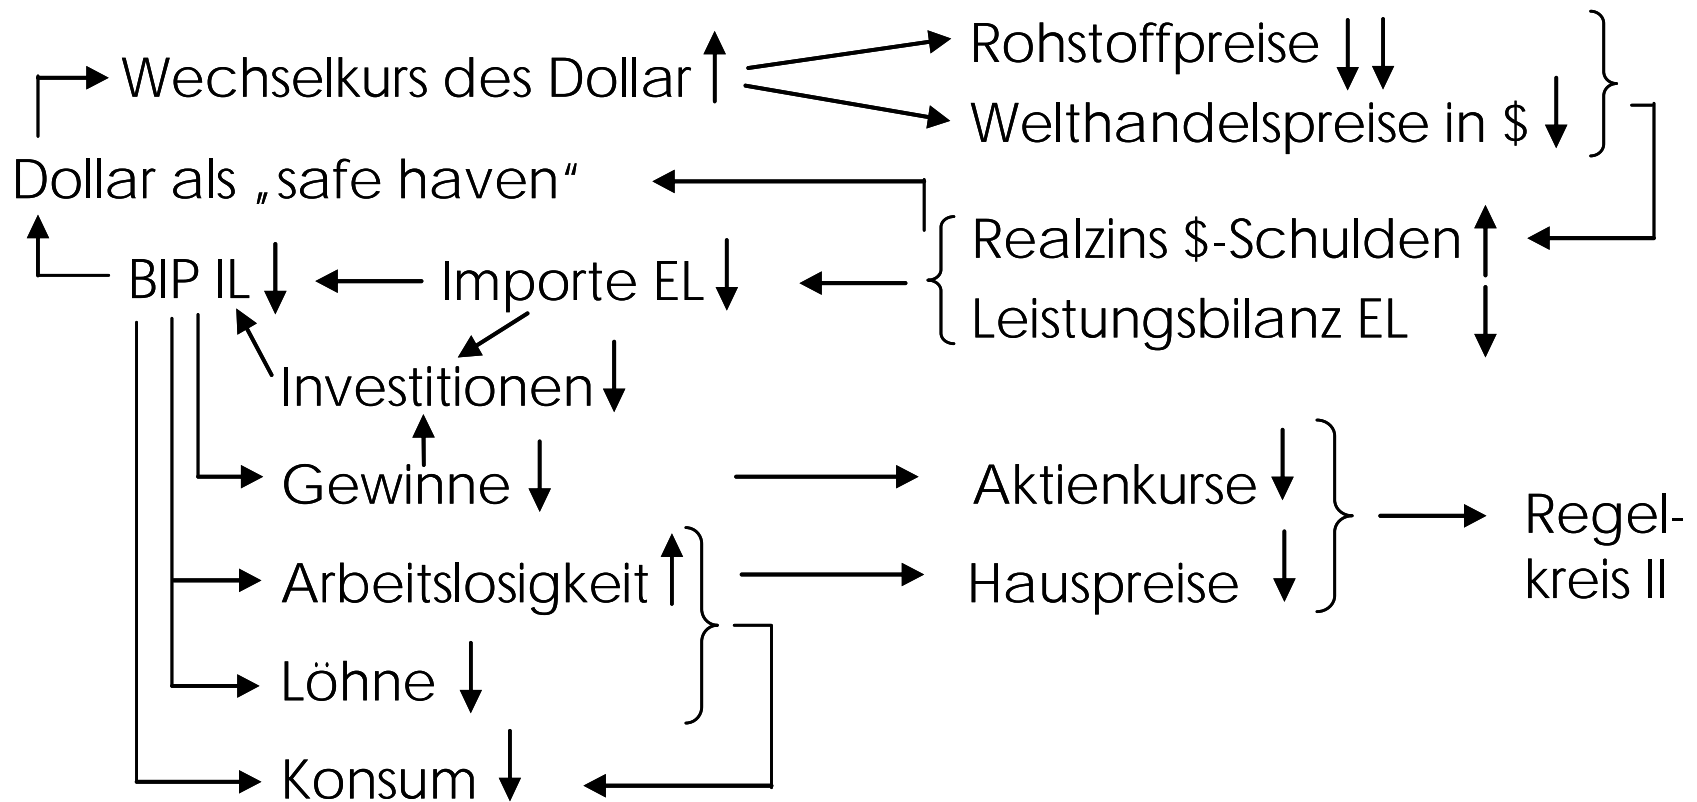 Rohstoffpreise
Wechselkurs des Dollar
Welthandelspreise in $
Dollar als „safe haven“
Realzins $-Schulden
BIP IL
Importe EL
Leistungsbilanz EL
Investitionen
Gewinne
Aktienkurse
Regel-
kreis II
Arbeitslosigkeit
Hauspreise
Löhne
Konsum